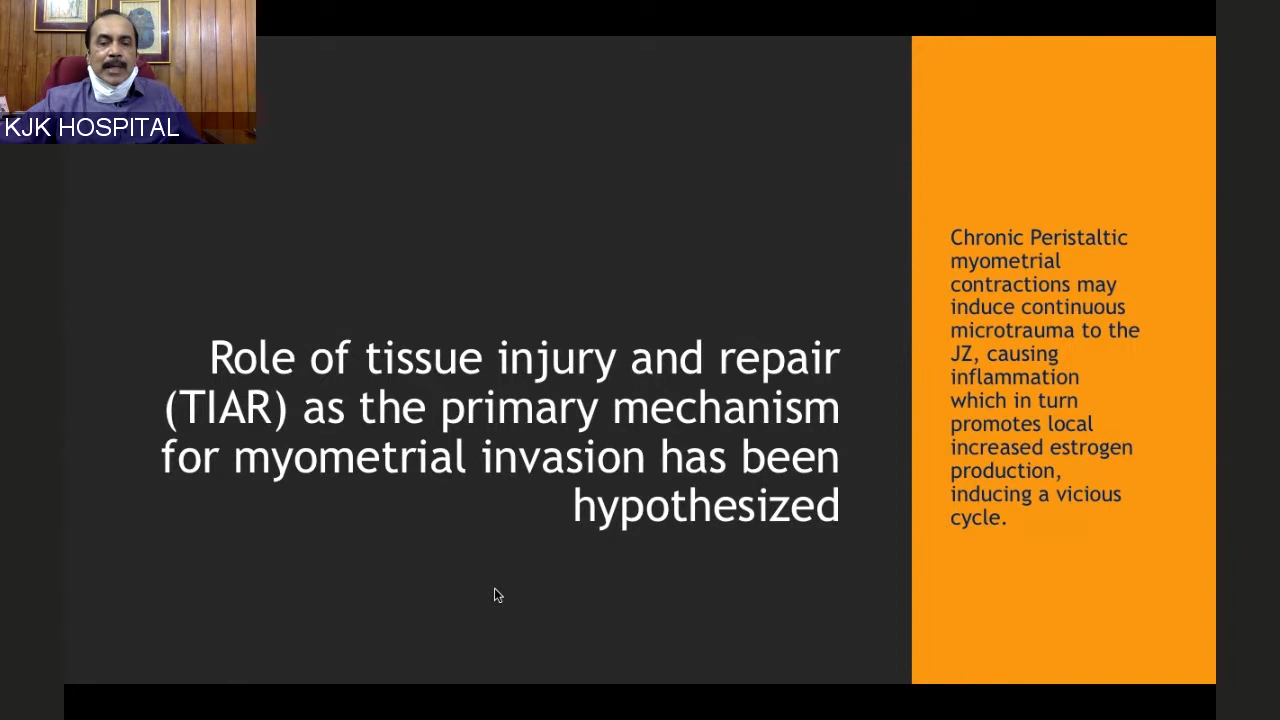 KJK HOSPITAL
Role of tissue injury and repair
(TIAR) as the primary mechanism
for myometrial invasion has been
hypothesized
Chronic Peristaltic
myometrial
contractions may
induce continuous
microtrauma to the
JZ, causing
inflammation
which in turn
promotes local
increased estrogen
production,
inducing a vicious
cycle.